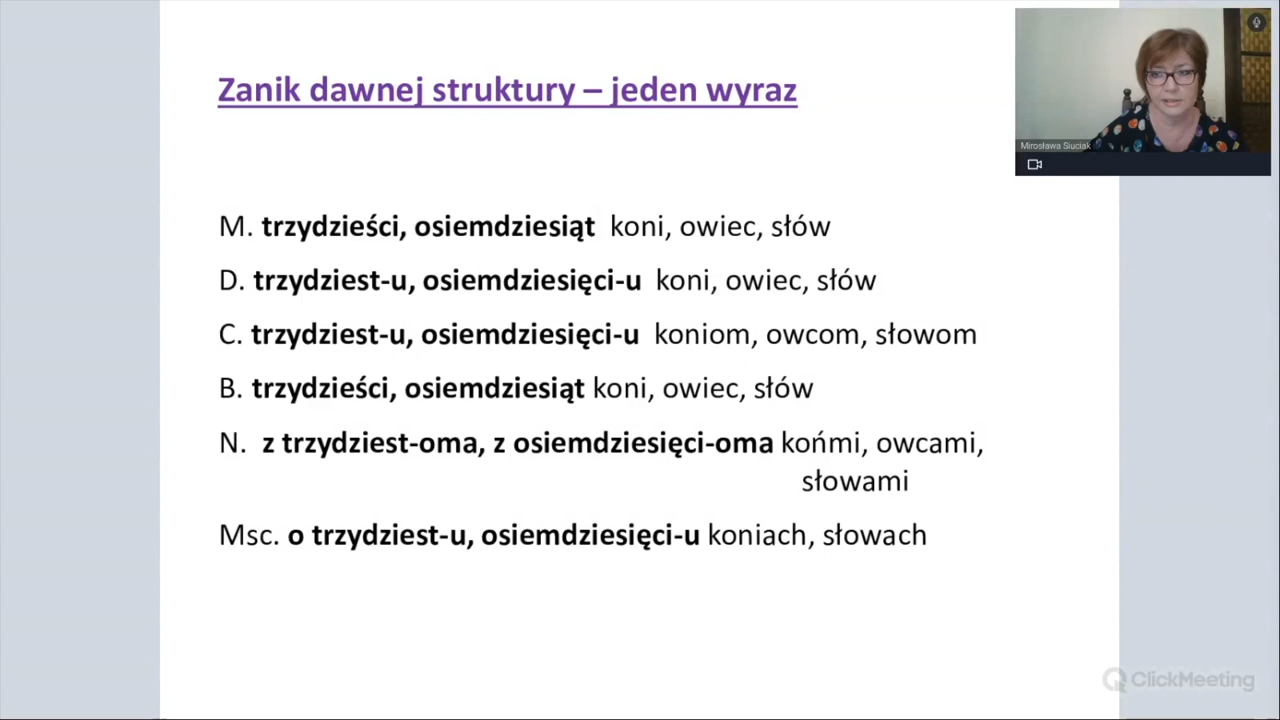 Zanik dawnej struktury – jeden wyraz
Mirosława Siuciak
M. trzydzieści, osiemdziesiąt koni, owiec, słów
D. trzydziest-u, osiemdziesięci-u koni, owiec, słów
C. trzydziest-u, osiemdziesięci-u koniom, owcom, słowom
B. trzydzieści, osiemdziesiąt koni, owiec, słów
N. z trzydziest-oma, z osiemdziesięci-oma końmi, owcami,
słowami
Msc. o trzydziest-u, osiemdziesięci-u koniach, słowach
ClickMeeting